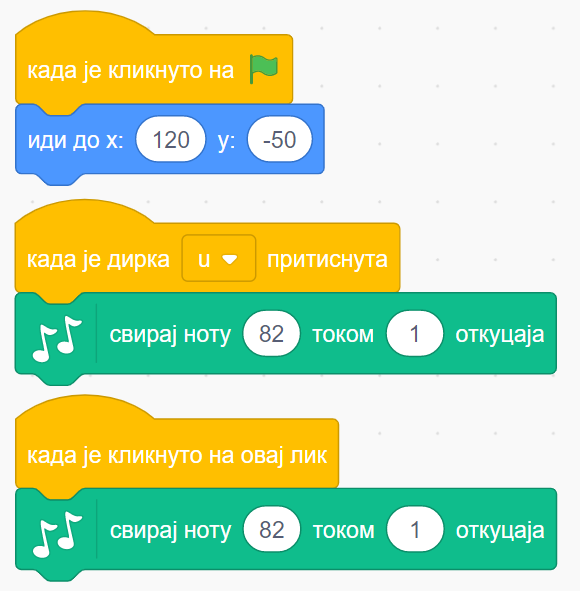 када је кликнуто на
иди до x: 120 y: -50
када је дирка u притиснута
свирај ноту 82 током 1 откуцаја
када је кликнуто на овај лик
свирај ноту 82 током 1 откуцаја